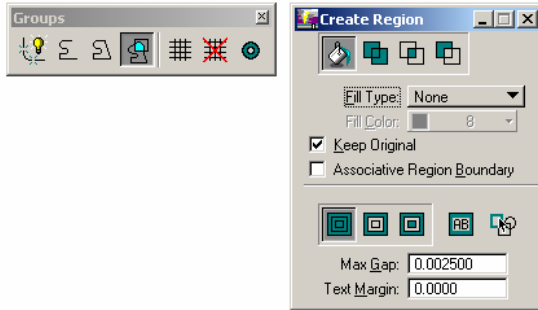 Groups
Create Region
Fill Type: None
Fill Color: 8
Keep Original
Associative Region Boundary
AB
Max Gap: 0.002500
Text Margin: 0.0000